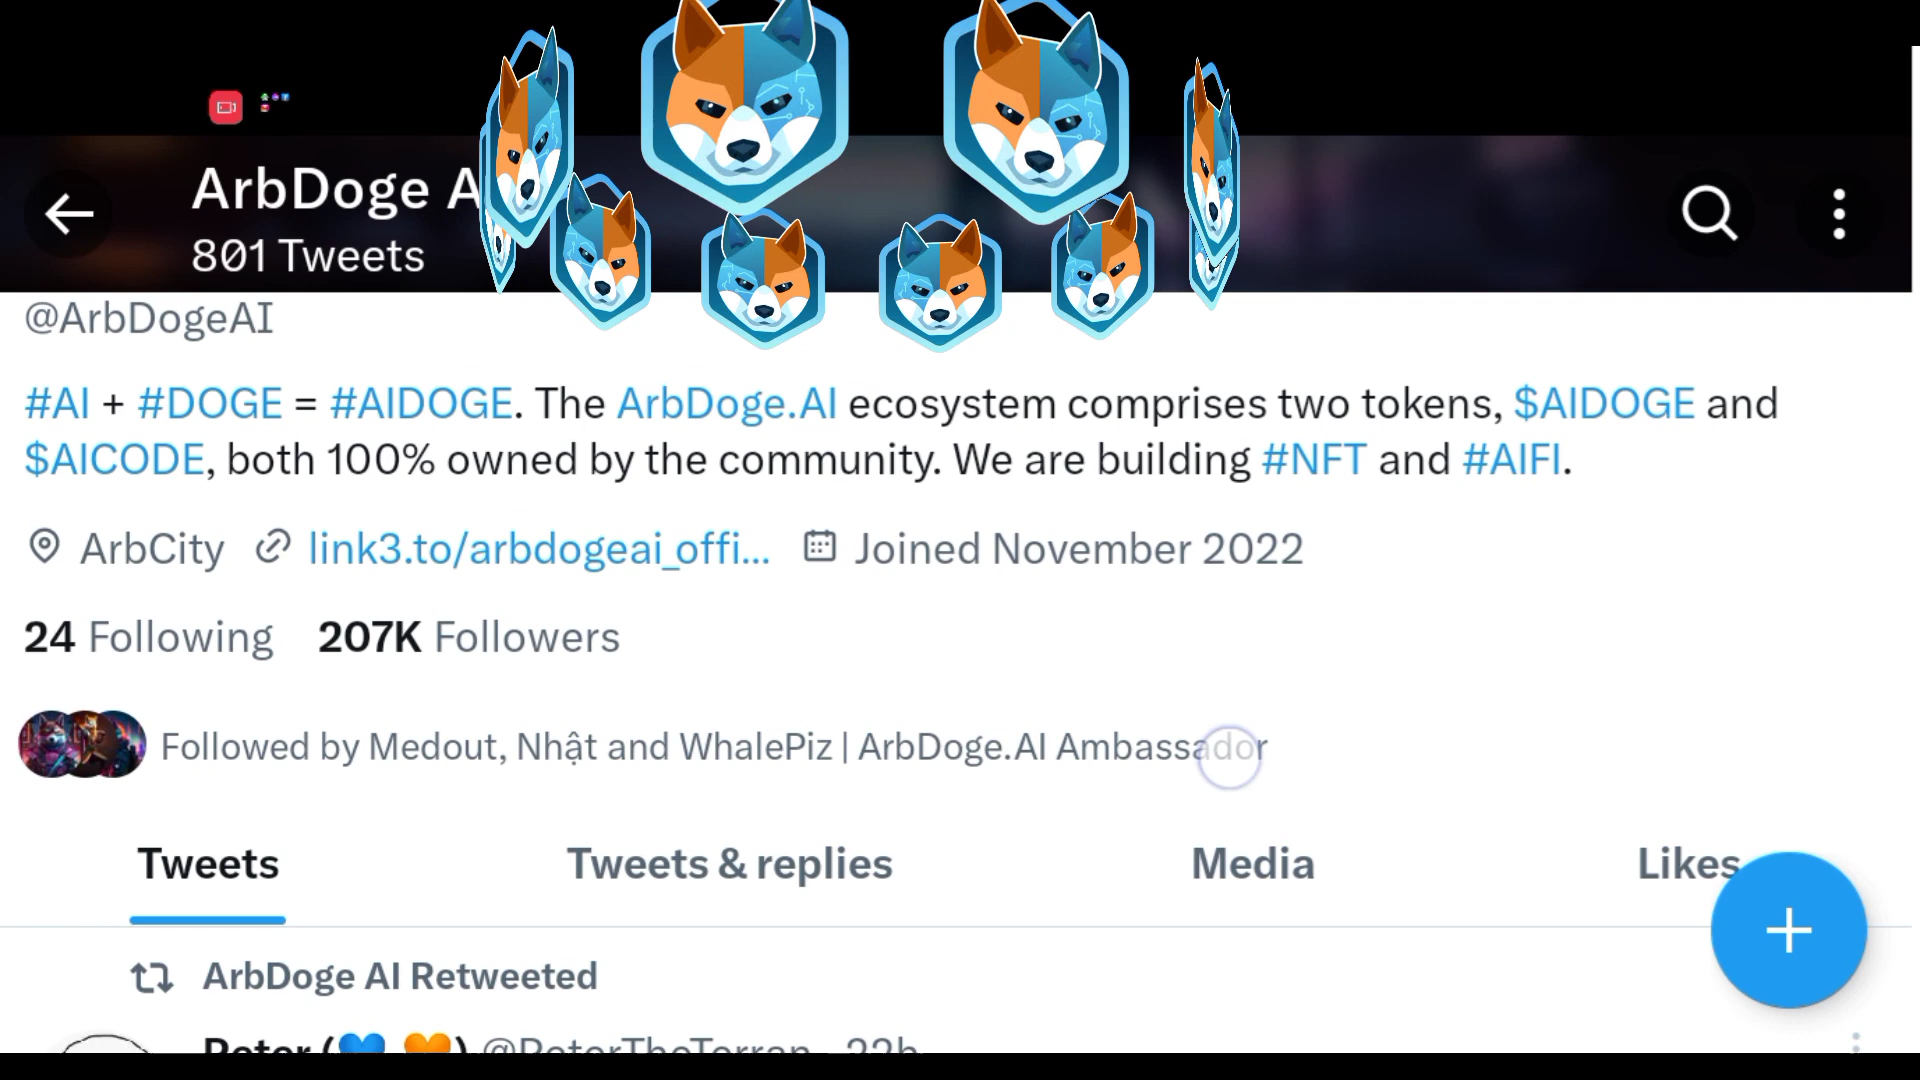 ArbDoge A
801 Tweets
@ArbDogeAI
#AI + #DOGE = #AIDOGE. The ArbDoge.AI ecosystem comprises two tokens, $AIDOGE and
$AICODE, both 100% owned by the community. We are building #NFT and #AIFI.
ArbCity link3.to/arbdogeai_offi... Joined November 2022
24 Following 207K Followers
Followed by Medout, Nhật and WhalePiz | ArbDoge.AI Ambassador
Tweets Tweets & replies Media Likes
ArbDoge AI Retweeted
Peter (💙 🧡) @PeterTheTerran · 22h